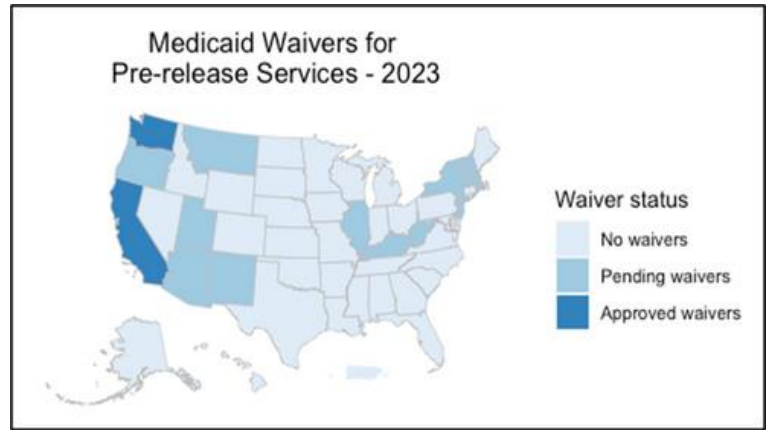 Medicaid Waivers for
Pre-release Services - 2023
Waiver status
No waivers
Pending waivers
Approved waivers